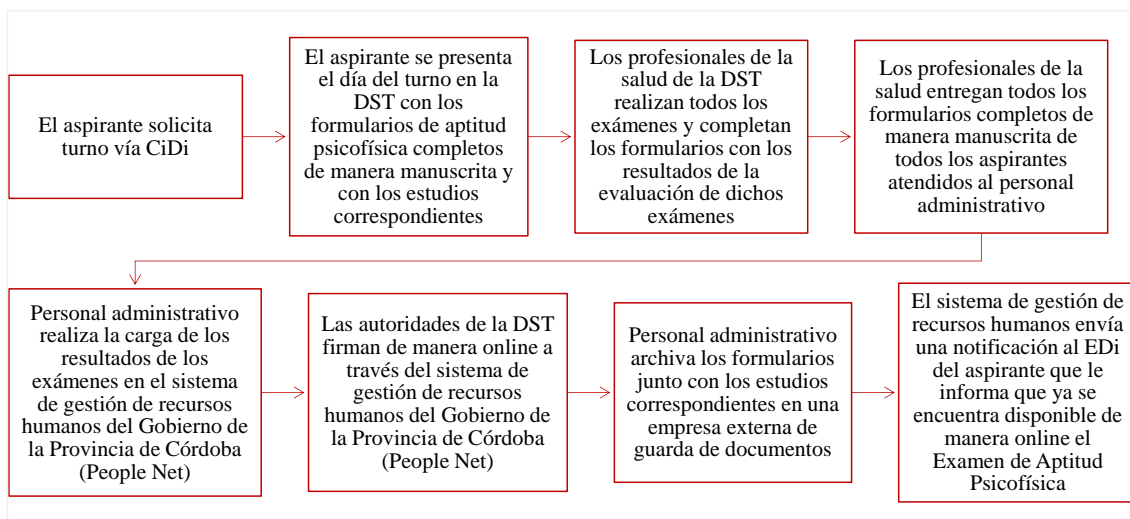 El aspirante solicita
turno vía CiDi
El aspirante se presenta
el día del turno en la
DST con los
formularios de aptitud
psicofísica completos
de manera manuscrita y
con los estudios
correspondientes
Los profesionales de la
salud de la DST
realizan todos los
exámenes y completan
los formularios con los
resultados de la
evaluación de dichos
exámenes
Los profesionales de la
salud entregan todos los
formularios completos de
manera manuscrita de
todos los aspirantes
atendidos al personal
administrativo
Personal administrativo
realiza la carga de los
resultados de los
exámenes en el sistema
de gestión de recursos
humanos del Gobierno de
la Provincia de Córdoba
(People Net)
Las autoridades de la DST
firman de manera online a
través del sistema de
gestión de recursos
humanos del Gobierno de
la Provincia de Córdoba
(People Net)
Personal administrativo
archiva los formularios
junto con los estudios
correspondientes en una
empresa externa de
guarda de documentos
El sistema de gestión de
recursos humanos envía
una notificación al EDi
del aspirante que le
informa que ya se
encuentra disponible de
manera online el
Examen de Aptitud
Psicofísica